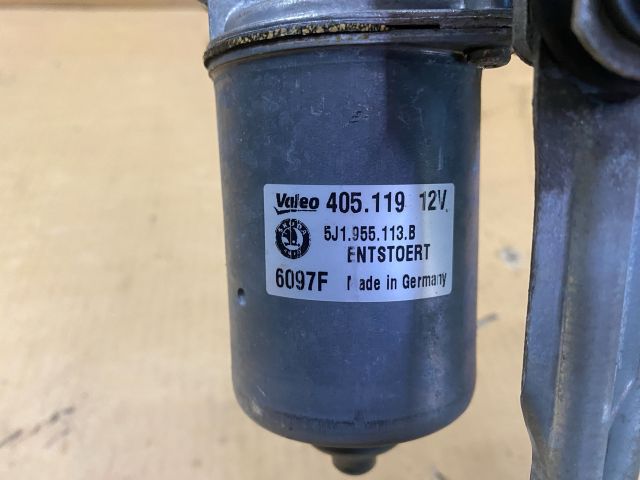 Valeo 405.119 12V.
5J1.955.113.B
ENTSTOERT
6097F Made in Germany